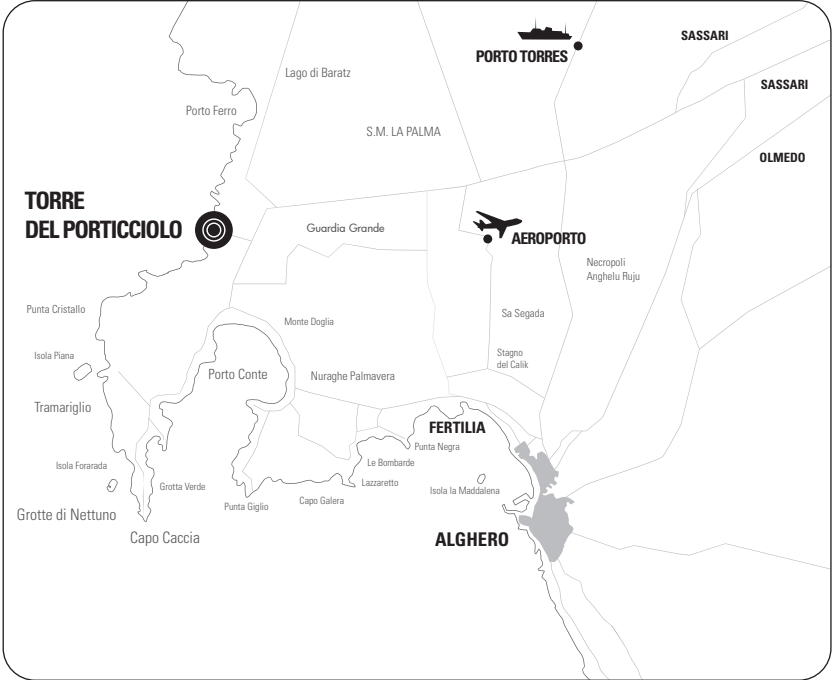 SASSARI
PORTO TORRES
Lago di Baratz
SASSARI
Porto Ferro
S.M. LA PALMA
OLMEDO
TORRE
DEL PORTICCIOLO
Guardia Grande
AEROPORTO
Necropoli
Anghelu Ruju
Punta Cristallo
Sa Segada
Monte Doglia
Isola Piana
Stagno
del Calik
Porto Conte
Nuraghe Palmavera
Tramariglio
FERTILIA
Punta Negra
Le Bombarde
Isola Forarada
Lazzaretto
Grotta Verde
Isola la Maddalena
Capo Galera
Punta Giglio
Grotte di Nettuno
Capo Caccia
ALGHERO